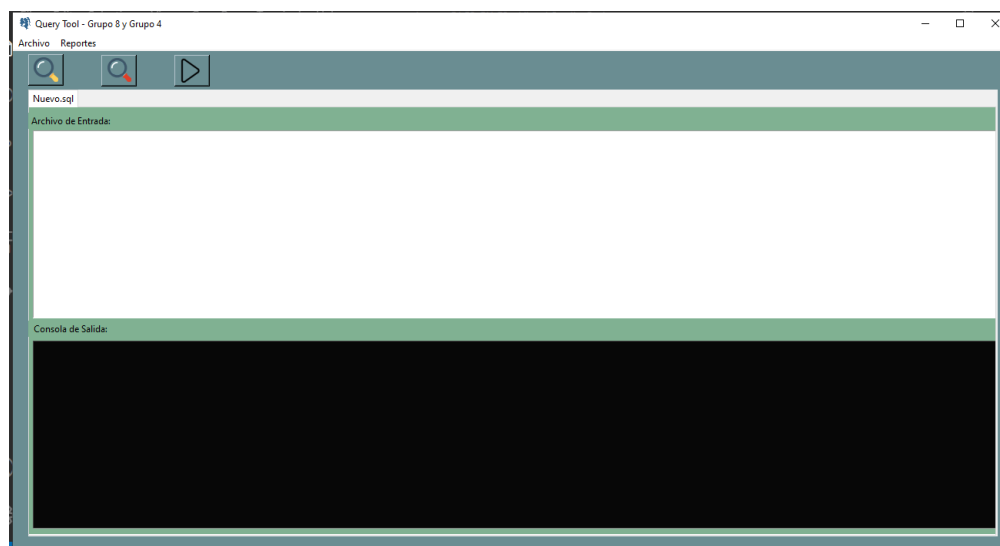 Query Tool - Grupo 8 y Grupo 4
Archivo Reportes
Nuevo.sql
Archivo de Entrada:
Consola de Salida: